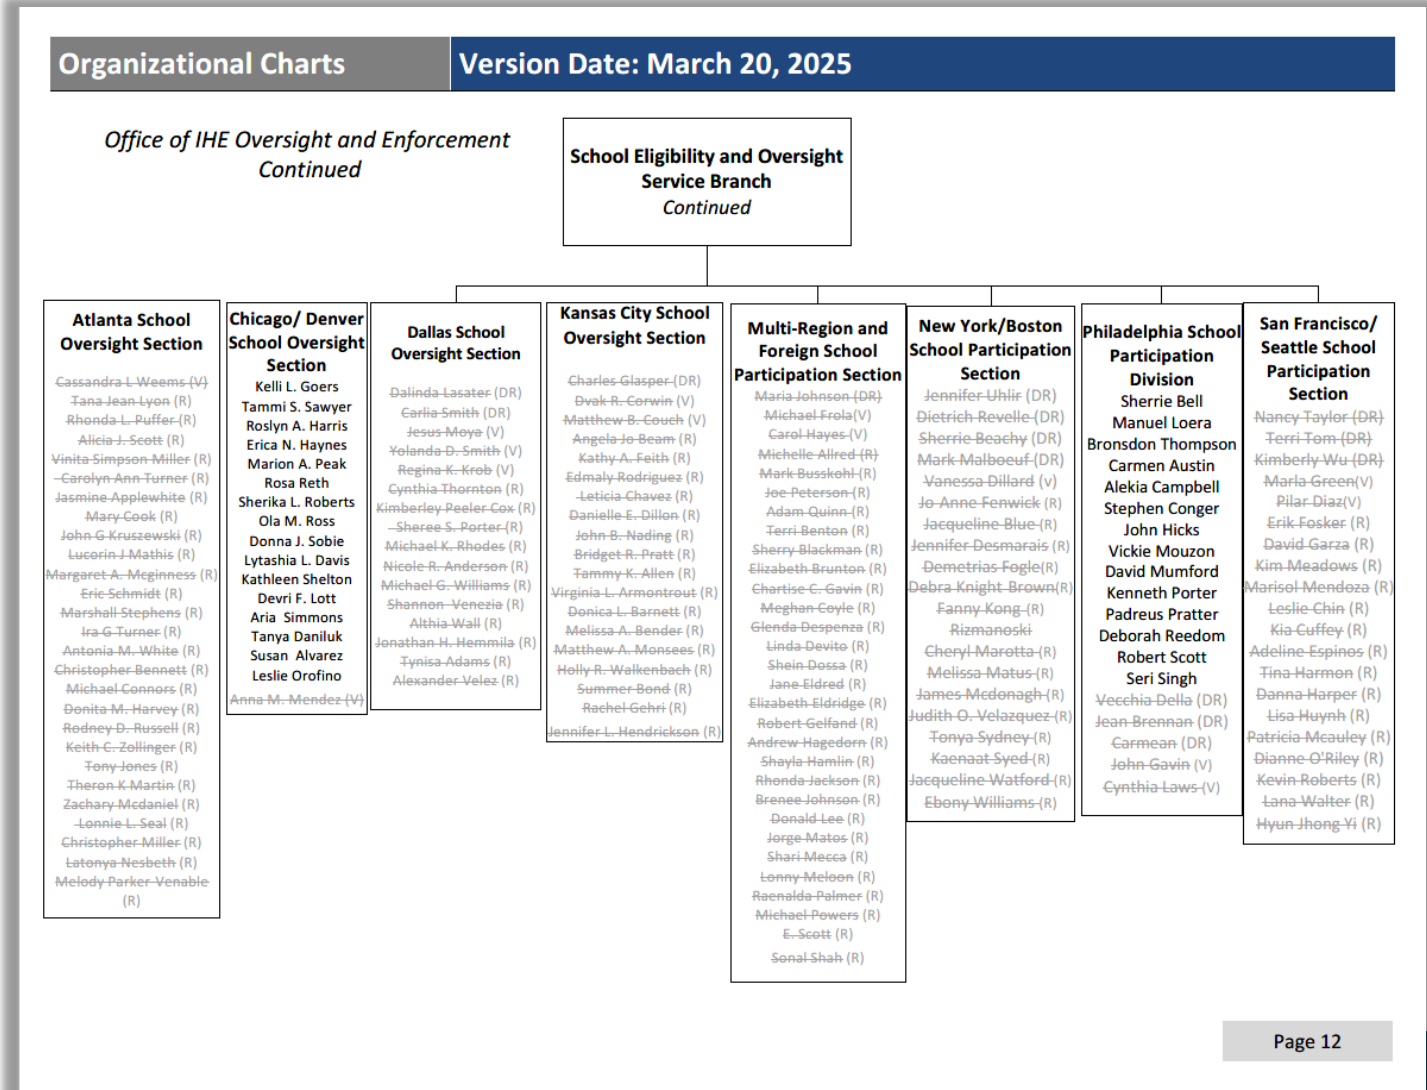 Organizational Charts
Version Date: March 20, 2025
Office of IHE Oversight and Enforcement
Continued
School Eligibility and Oversight
Service Branch
Continued
Atlanta School
Oversight Section
Cassandra L Weems (V)
Tana Jean Lyon (R)
Rhonda L. Puffer (R)
Alicia J. Scott (R)
Vinita Simpson Miller (R)
Carolyn Ann Turner (R)
Jasmine Applewhite (R)
Mary Cook (R)
John G Kruszewski (R)
Lucorin J Mathis (R)
Margaret A. Mcginness (R)
Eric Schmidt (R)
Marshall Stephens (R)
Ira G Turner (R)
Antonia M. White (R)
Christopher Bennett (R)
Michael Connors (R)
Donita M. Harvey (R)
Rodney D. Russell (R)
Keith C. Zollinger (R)
Tony Jones (R)
Theron K Martin (R)
Zachary Mcdaniel (R)
Lonnie L. Seal (R)
Christopher Miller (R)
Latonya Nesbeth (R)
Melody Parker Venable
(R)
Chicago/ Denver
School Oversight
Section
Kelli L. Goers
Tammi S. Sawyer
Roslyn A. Harris
Erica N. Haynes
Marion A. Peak
Rosa Reth
Sherika L. Roberts
Ola M. Ross
Donna J. Sobie
Lytashia L. Davis
Kathleen Shelton
Devri F. Lott
Aria  Simmons
Tanya Daniluk
Susan  Alvarez
Leslie Orofino
Anna M. Mendez (V)
Dallas School
Oversight Section
Dalinda Lasater (DR)
Carlia Smith (DR)
Jesus Moya (V)
Yolanda D. Smith (V)
Regina K. Krob (V)
Cynthia Thornton (R)
Kimberley Peeler Cox (R)
Sheree S. Porter (R)
Michael K. Rhodes (R)
Nicole R. Anderson (R)
Michael G. Williams (R)
Shannon  Venezia (R)
Althia Wall (R)
Jonathan H. Hemmila (R)
Tynisa Adams (R)
Alexander Velez (R)
Kansas City School
Oversight Section
Charles Glasper (DR)
Dvak R. Corwin (V)
Matthew B. Couch (V)
Angela Jo Beam (R)
Kathy A. Feith (R)
Edmaly Rodriguez (R)
Leticia Chavez (R)
Danielle E. Dillon (R)
John B. Nading (R)
Bridget R. Pratt (R)
Tammy K. Allen (R)
Virginia L. Armontrout (R)
Donica L. Barnett (R)
Melissa A. Bender (R)
Matthew A. Monsees (R)
Holly R. Walkenbach (R)
Summer Bond (R)
Rachel Gehri (R)
Jennifer L. Hendrickson (R)
Multi-Region and
Foreign School
Participation Section
Maria Johnson (DR)
Michael Frola(V)
Carol Hayes (V)
Michelle Allred (R)
Mark Busskohl (R)
Joe Peterson (R)
Adam Quinn (R)
Terri Benton (R)
Sherry Blackman (R)
Elizabeth Brunton (R)
Chartise C. Gavin (R)
Meghan Coyle (R)
Glenda Despenza (R)
Linda Devito (R)
Shein Dossa (R)
Jane Eldred (R)
Elizabeth Eldridge (R)
Robert Gelfand (R)
Andrew Hagedorn (R)
Shayla Hamlin (R)
Rhonda Jackson (R)
Brenee Johnson (R)
Donald Lee (R)
Jorge Matos (R)
Shari Mecca (R)
Lonny Meloon (R)
Raenalda Palmer (R)
Michael Powers (R)
E. Scott (R)
Sonal Shah (R)
New York/Boston
School Participation
Section
Jennifer Uhlir (DR)
Dietrich Revelle (DR)
Sherrie Beachy (DR)
Mark Malboeuf (DR)
Vanessa Dillard (v)
Jo Anne Fenwick (R)
Jacqueline Blue (R)
Jennifer Desmarais (R)
Demetrias Fogle(R)
Debra Knight-Brown(R)
Fanny Kong (R)
Rizmanoski
Cheryl Marotta (R)
Melissa Matus (R)
James Mcdonagh (R)
Judith O. Velazquez (R)
Tonya Sydney (R)
Kaenaat Syed (R)
Jacqueline Watford (R)
Ebony Williams (R)
Philadelphia School
Participation
Division
Sherrie Bell
Manuel Loera
Bronsdon Thompson
Carmen Austin
Alekia Campbell
Stephen Conger
John Hicks
Vickie Mouzon
David Mumford
Kenneth Porter
Padreus Pratter
Deborah Reedom
Robert Scott
Seri Singh
Vecchia Della (DR)
Jean Brennan (DR)
Carmean (DR)
John Gavin (V)
Cynthia Laws (V)
San Francisco/
Seattle School
Participation
Section
Nancy Taylor (DR)
Terri Tom (DR)
Kimberly Wu (DR)
Marla Green(V)
Pilar Diaz(V)
Erik Fosker (R)
David Garza (R)
Kim Meadows (R)
Marisol Mendoza (R)
Leslie Chin (R)
Kia Cuffey (R)
Adeline Espinos (R)
Tina Harmon (R)
Danna Harper (R)
Lisa Huynh (R)
Patricia Mcauley (R)
Dianne O'Riley (R)
Kevin Roberts (R)
Lana Walter (R)
Hyun Jhong Yi (R)
Page 12